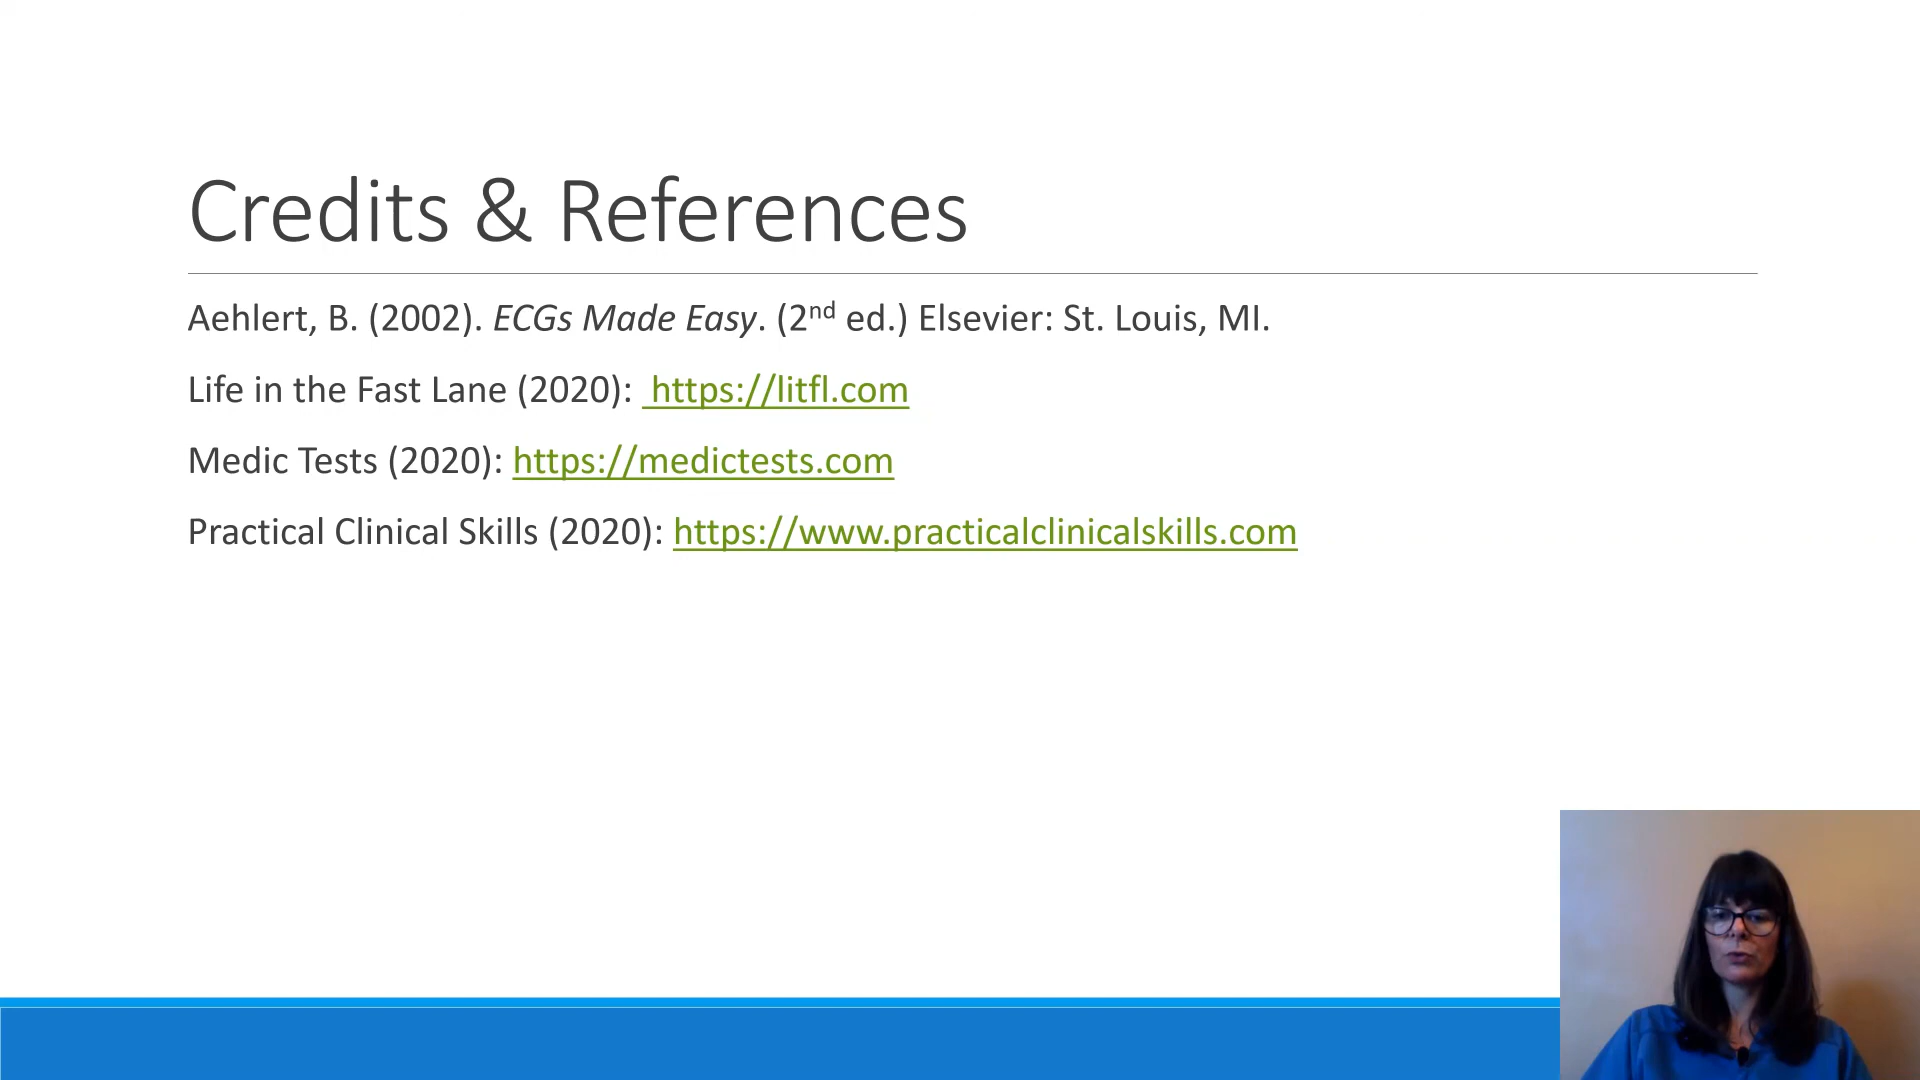 Credits & References
Aehlert, B. (2002). ECGs Made Easy. (2nd ed.) Elsevier: St. Louis, MI.
Life in the Fast Lane (2020):  https://litfl.com
Medic Tests (2020): https://medictests.com
Practical Clinical Skills (2020): https://www.practicalclinicalskills.com